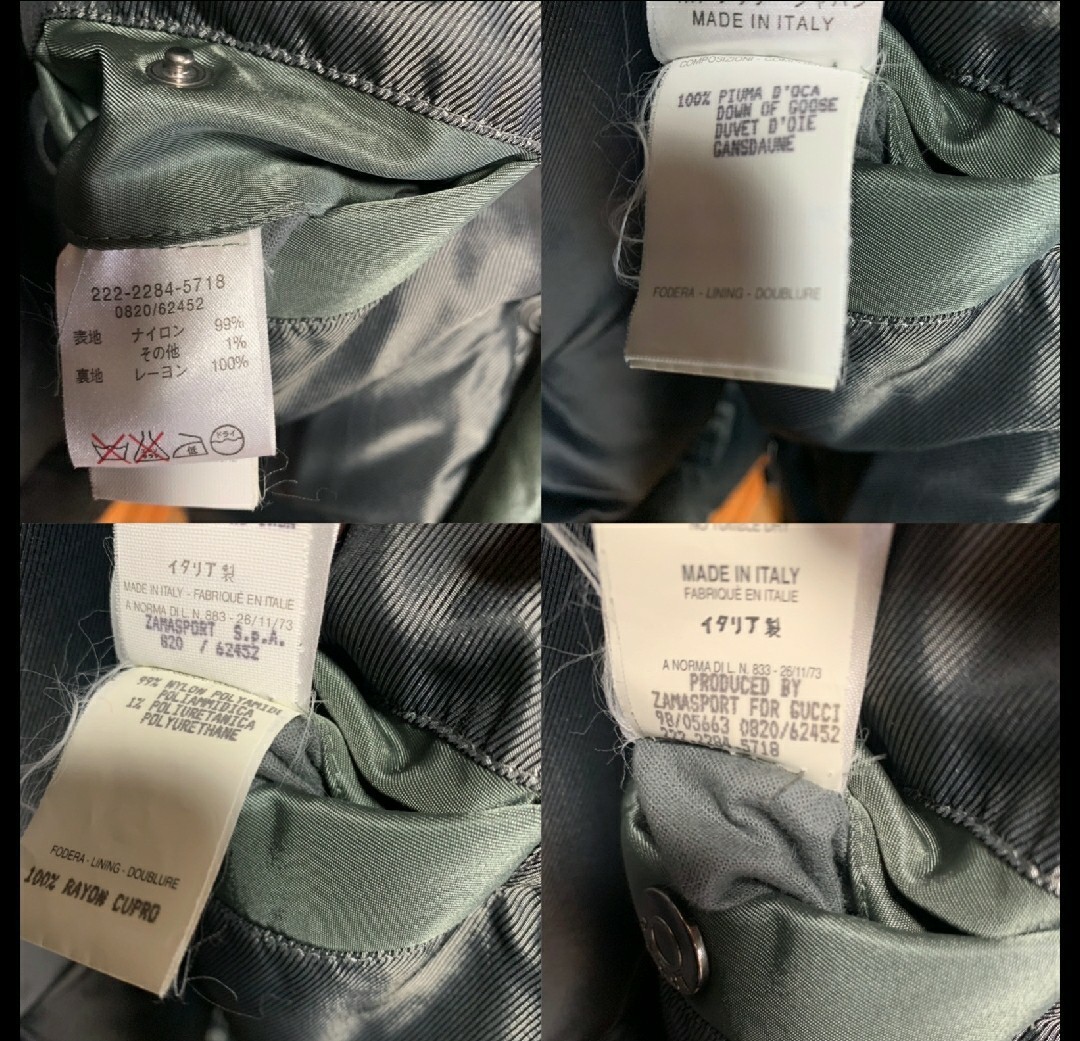 222-2284-5718
0820/62452
表地 ナイロン 99%
その他 1%
裏地 レーヨン 100%
ドライ
MADE IN ITALY
100% PIUMA D'OCA
DOWN OF GOOSE
DUVET D'OIE
GANSDAUNE
FODERA - LINING - DOUBLURE
イタリア製
MADE IN ITALY - FABRIQUÉ EN ITALIE
A NORMA DI L. N. 883 - 26/11/73
ZAMASPORT S.p.A.
820 / 62452
99% NYLON POLYAMIDE
POLIAMMIDICA
1% POLIURETANICA
POLYURETHANE
FODERA - LINING - DOUBLURE
100% RAYON CUPRO
MADE IN ITALY
FABRIQUÉ EN ITALIE
イタリア製
A NORMA DI L. N. 833 - 26/11/73
PRODUCED BY
ZAMASPORT FOR GUCCI
98/05663 0820/62452
5718